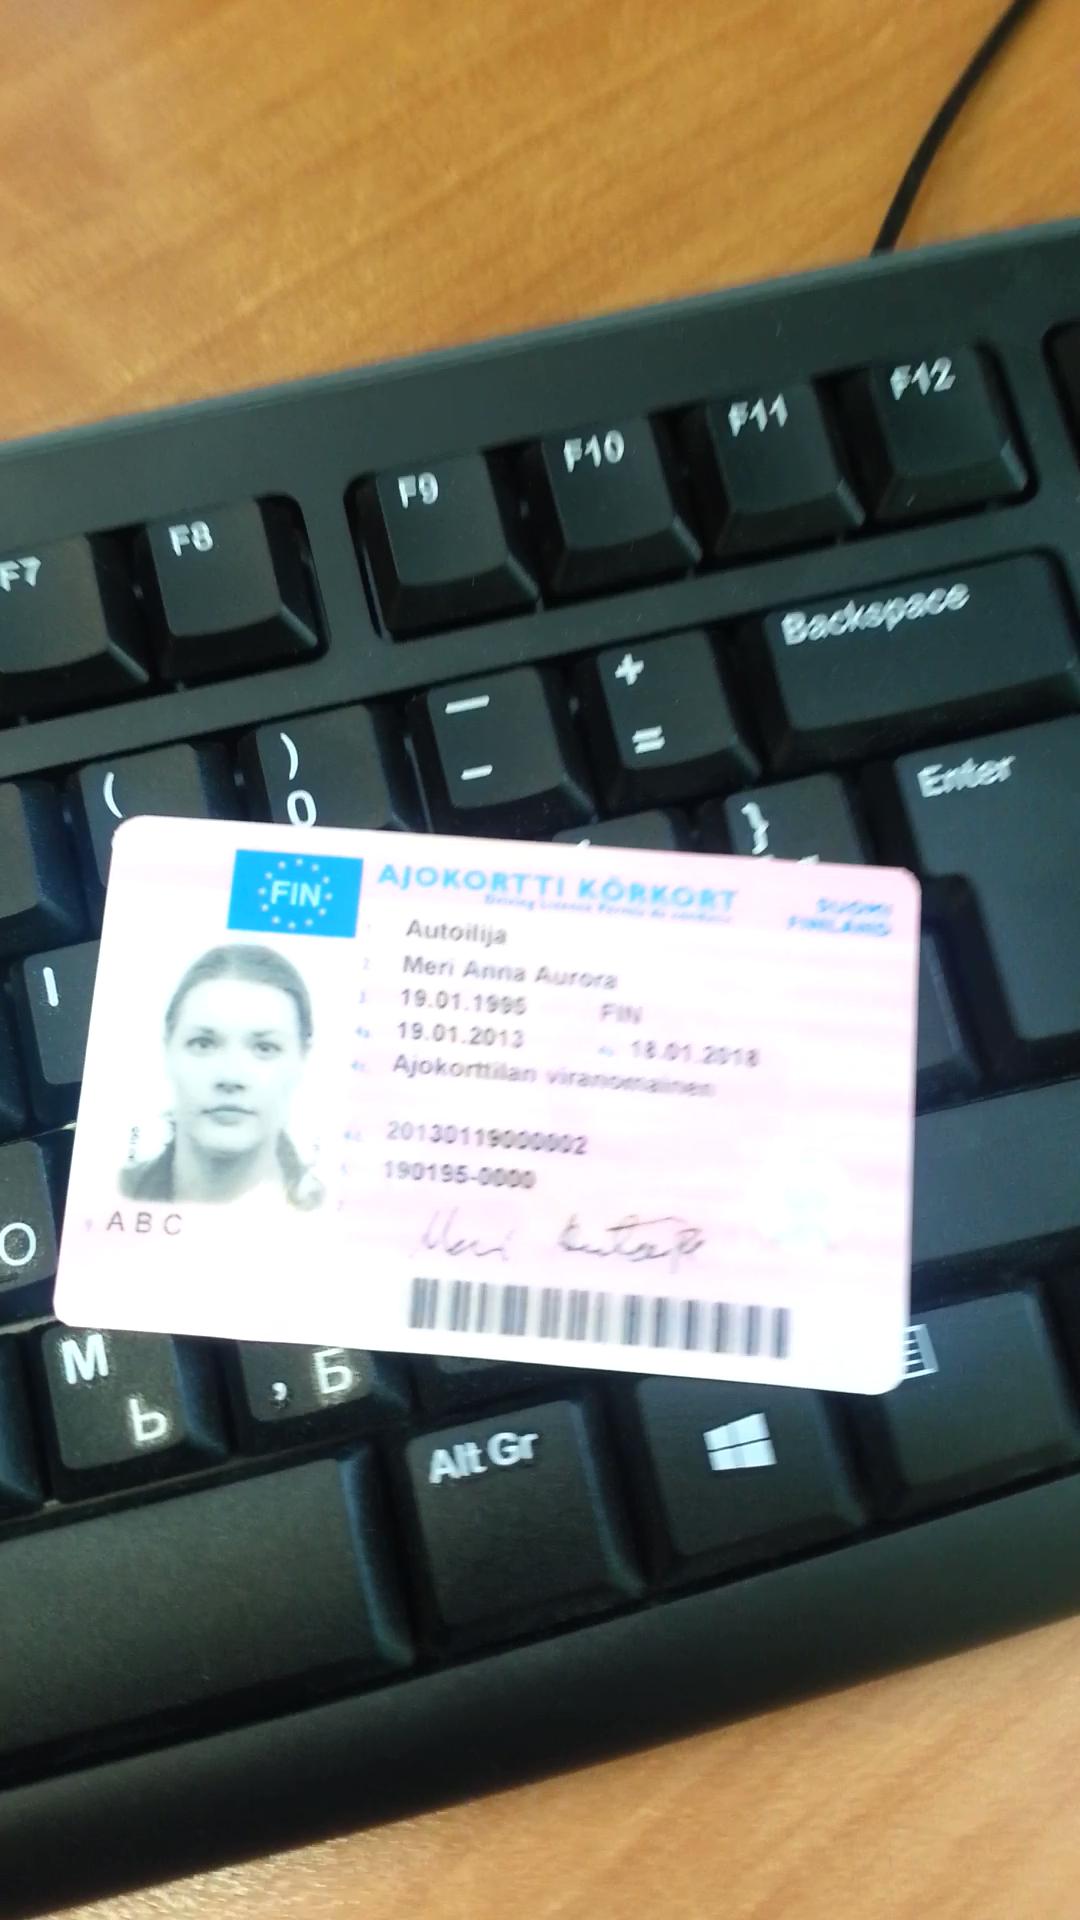 F7 F8 F9 F10 F11 F12
( ) — + Backspace
0 - =
} Enter
FIN AJOKORTTI KÖRKORT SUOMI
Driving Licence Permis de conduire FINLAND
1 Autoilija
2 Meri Anna Aurora
3 19.01.1995 FIN
4a 19.01.2013 4b 18.01.2018
4c Ajokorttilan viranomainen
4d 20130119000002
5 190195-0000
7 Meri
9 A B C
O
M , Б
Ь
Alt Gr